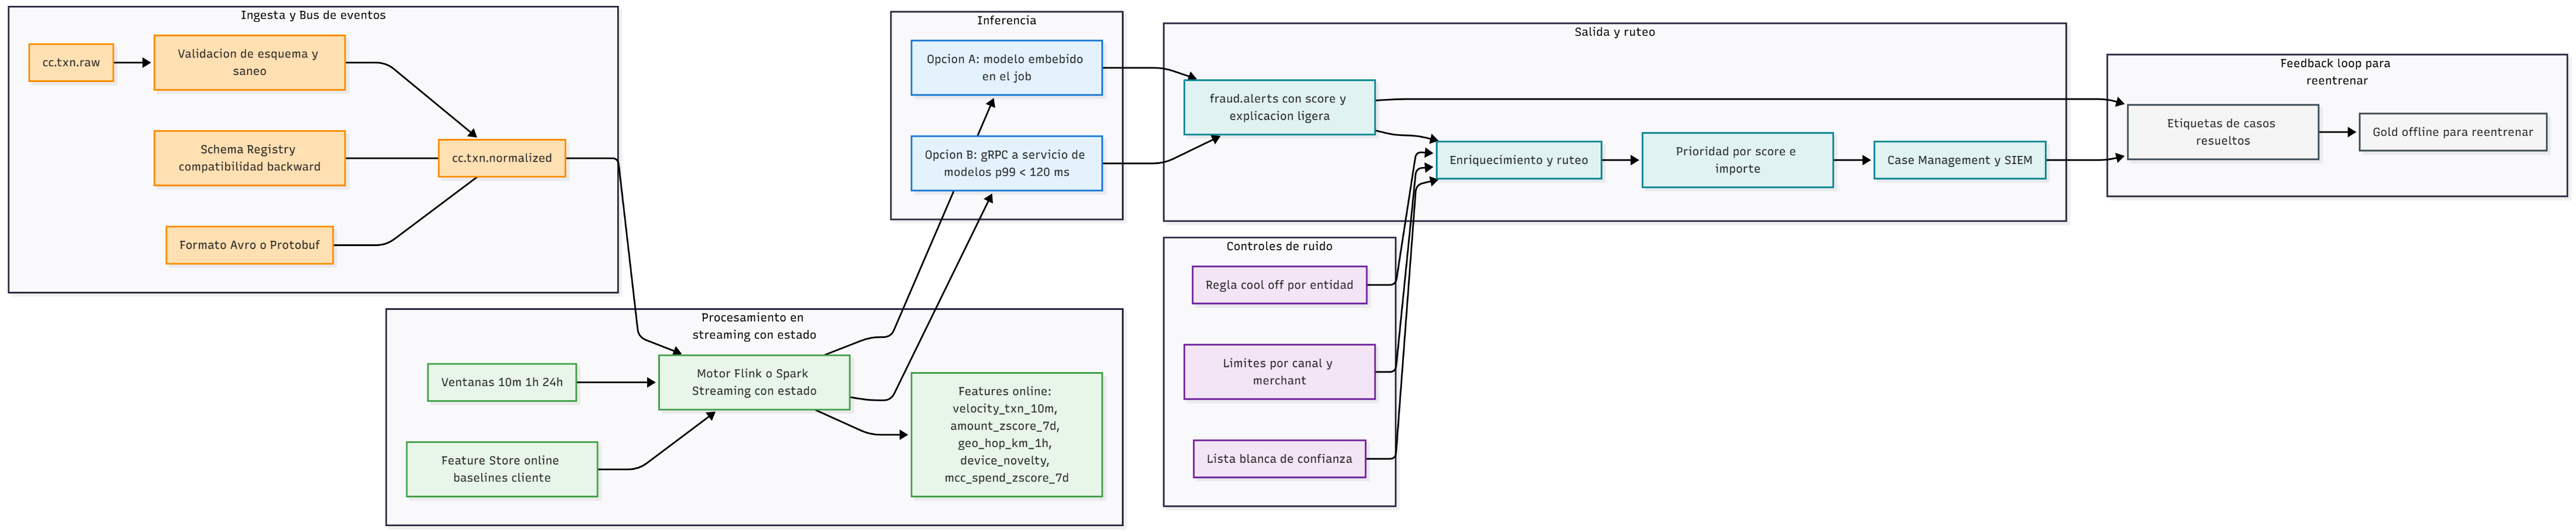 Ingesta y Bus de eventos
cc.txn.raw
Validacion de esquema y
saneo
Schema Registry
compatibilidad backward
Formato Avro o Protobuf
cc.txn.normalized
Procesamiento en
streaming con estado
Ventanas 10m 1h 24h
Feature Store online
baselines cliente
Motor Flink o Spark
Streaming con estado
Features online:
velocity_txn_10m,
amount_zscore_7d,
geo_hop_km_1h,
device_novelty,
mcc_spend_zscore_7d
Inferencia
Opcion A: modelo embebido
en el job
Opcion B: gRPC a servicio de
modelos p99 < 120 ms
Salida y ruteo
fraud.alerts con score y
explicacion ligera
Enriquecimiento y ruteo
Prioridad por score e
importe
Case Management y SIEM
Controles de ruido
Regla cool off por entidad
Limites por canal y
merchant
Lista blanca de confianza
Feedback loop para
reentrenar
Etiquetas de casos
resueltos
Gold offline para reentrenar